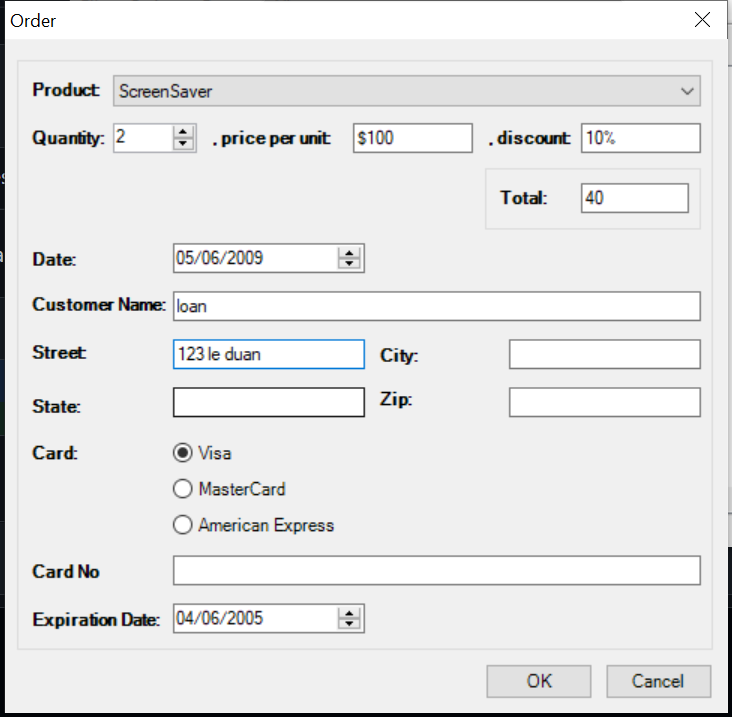 Order
Product: ScreenSaver
Quantity: 2 , price per unit: $100 , discount: 10%
Total: 40
Date: 05/06/2009
Customer Name: loan
Street: 123 le duan City:
State: Zip:
Card: Visa
MasterCard
American Express
Card No
Expiration Date: 04/06/2005
OK Cancel